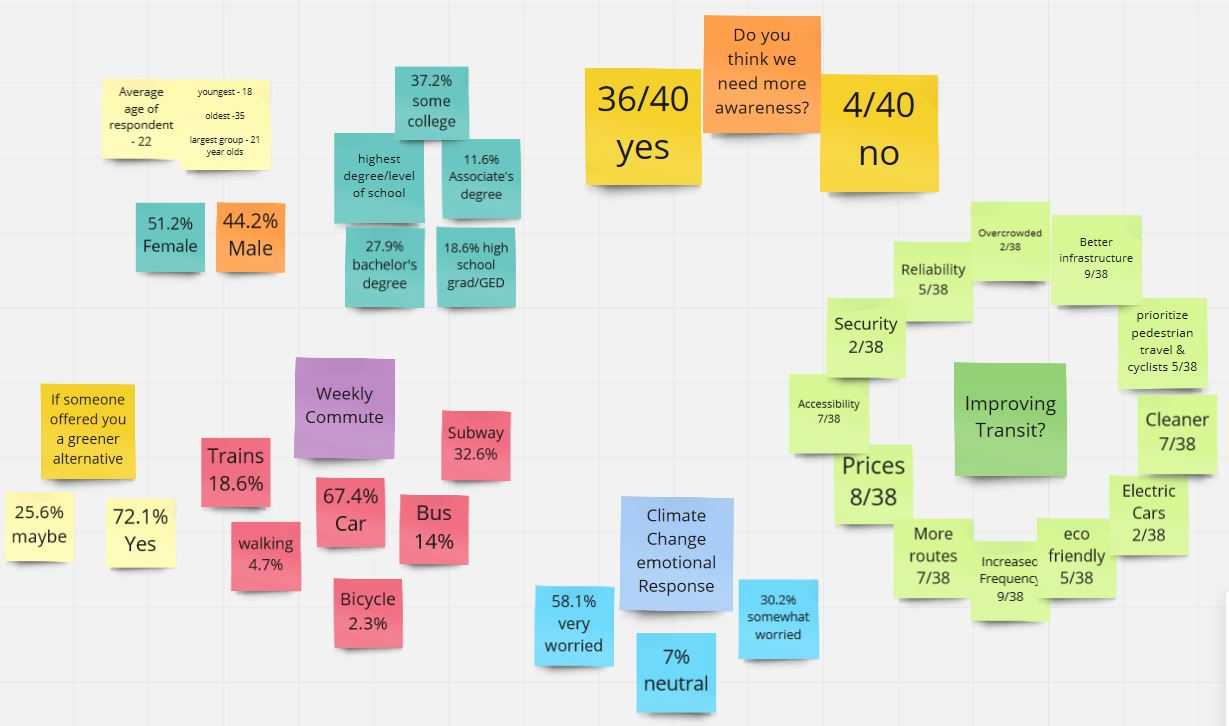 Average
age of
respondent
- 22
youngest - 18
oldest -35
largest group - 21
year olds
51.2%
Female
44.2%
Male
37.2%
some
college
highest
degree/level
of school
11.6%
Associate's
degree
27.9%
bachelor's
degree
18.6% high
school
grad/GED
Do you
think we
need more
awareness?
36/40
yes
4/40
no
If someone
offered you
a greener
alternative
25.6%
maybe
72.1%
Yes
Weekly
Commute
Trains
18.6%
Subway
32.6%
67.4%
Car
Bus
14%
walking
4.7%
Bicycle
2.3%
Climate
Change
emotional
Response
58.1%
very
worried
7%
neutral
30.2%
somewhat
worried
Improving
Transit?
Overcrowded
2/38
Better
infrastructure
9/38
prioritize
pedestrian
travel &
cyclists 5/38
Cleaner
7/38
Electric
Cars
2/38
eco
friendly
5/38
Increased
Frequency
9/38
More
routes
7/38
Prices
8/38
Accessibility
7/38
Security
2/38
Reliability
5/38